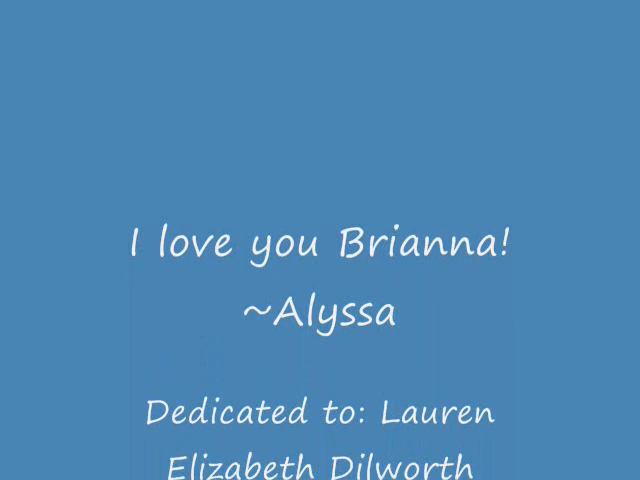 I love you Brianna!
~Alyssa
Dedicated to: Lauren
Elizabeth Dilworth